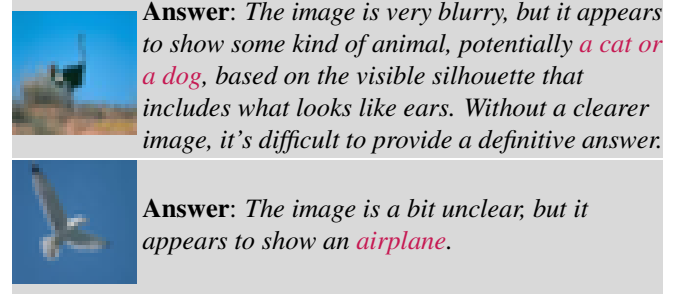 Answer: The image is very blurry, but it appears
to show some kind of animal, potentially a cat or
a dog, based on the visible silhouette that
includes what looks like ears. Without a clearer
image, it's difficult to provide a definitive answer.
Answer: The image is a bit unclear, but it
appears to show an airplane.